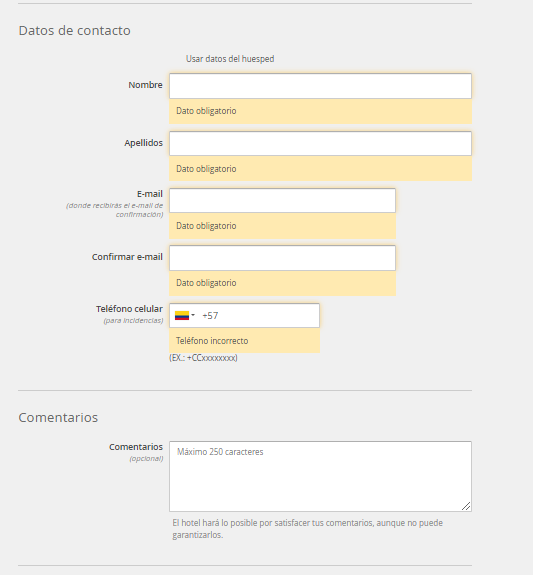 Datos de contacto
Usar datos del huesped
Nombre
Dato obligatorio
Apellidos
Dato obligatorio
E-mail
(donde recibirás el e-mail de
confirmación)
Dato obligatorio
Confirmar e-mail
Dato obligatorio
Teléfono celular
(para incidencias)
+57
Teléfono incorrecto
(EX.: +CCxxxxxxxx)
Comentarios
Comentarios
(opcional)
Máximo 250 caracteres
El hotel hará lo posible por satisfacer tus comentarios, aunque no puede
garantizarlos.